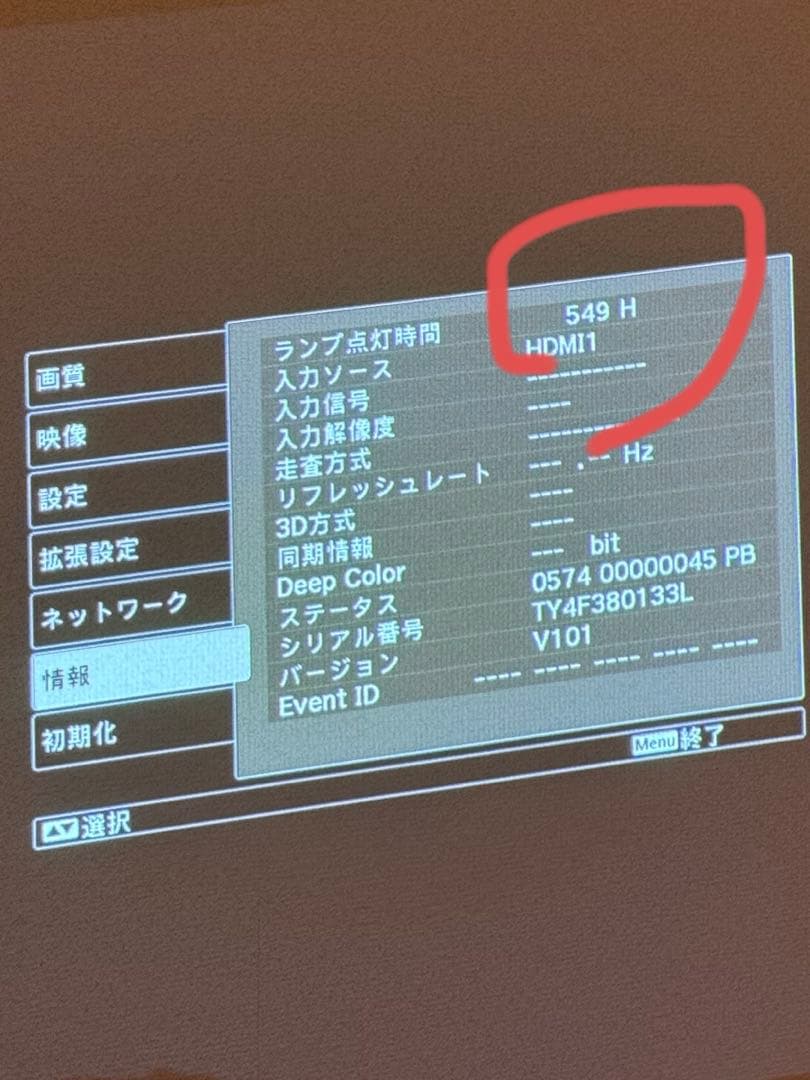 画質
映像
設定
拡張設定
ネットワーク
情報
初期化
ランプ点灯時間 549 H
入力ソース HDMI1
入力信号 -----------
入力解像度 ----
走査方式 ---------
リフレッシュレート --- .-- Hz
3D方式 ----
同期情報 ----
Deep Color --- bit
ステータス 0574 00000045 PB
シリアル番号 TY4F380133L
バージョン V101
Event ID ---- ---- ---- ---- ----
Menu 終了
選択